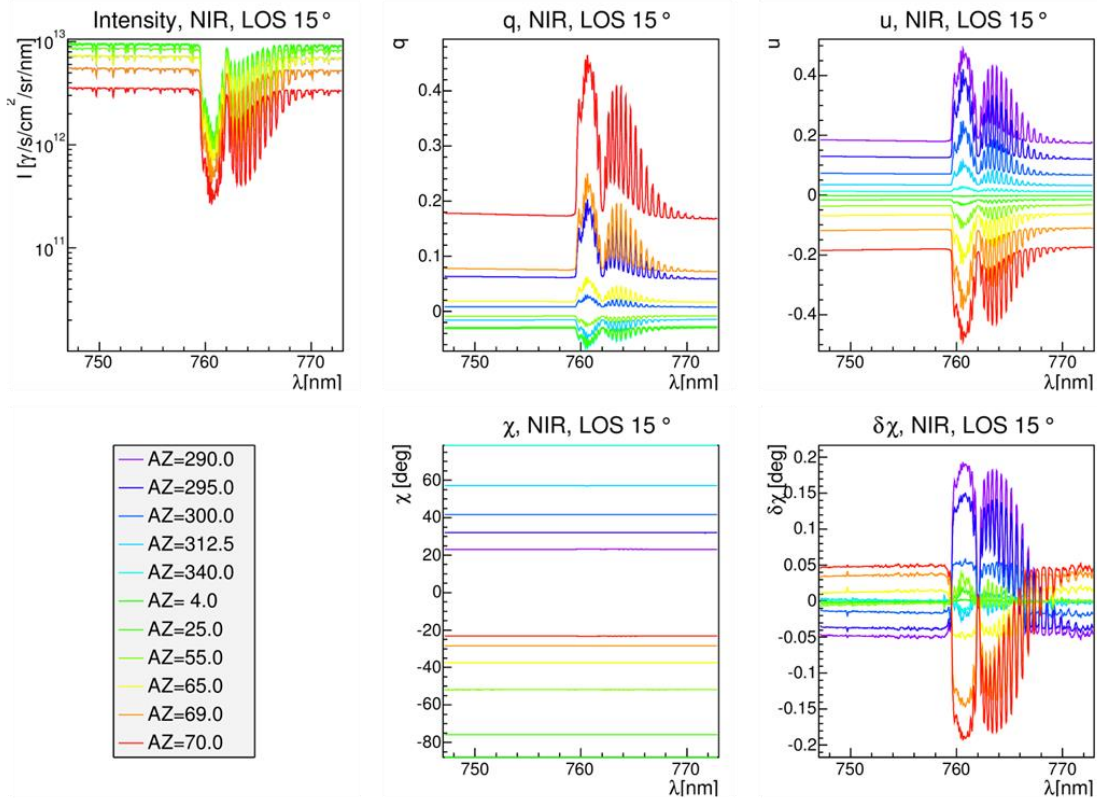 Intensity, NIR, LOS 15 °
q, NIR, LOS 15 °
u, NIR, LOS 15 °
I [γ/s/cm²/sr/nm]
10¹³
10¹²
10¹¹
750
760
770
λ[nm]
q
0.4
0.3
0.2
0.1
0
750
760
770
λ[nm]
u
0.4
0.2
0
-0.2
-0.4
750
760
770
λ[nm]
AZ=290.0
AZ=295.0
AZ=300.0
AZ=312.5
AZ=340.0
AZ= 4.0
AZ=25.0
AZ=55.0
AZ=65.0
AZ=69.0
AZ=70.0
χ, NIR, LOS 15 °
χ [deg]
60
40
20
0
-20
-40
-60
-80
750
760
770
λ[nm]
δχ, NIR, LOS 15 °
δχ [deg]
0.2
0.15
0.1
0.05
0
-0.05
-0.1
-0.15
-0.2
750
760
770
λ[nm]